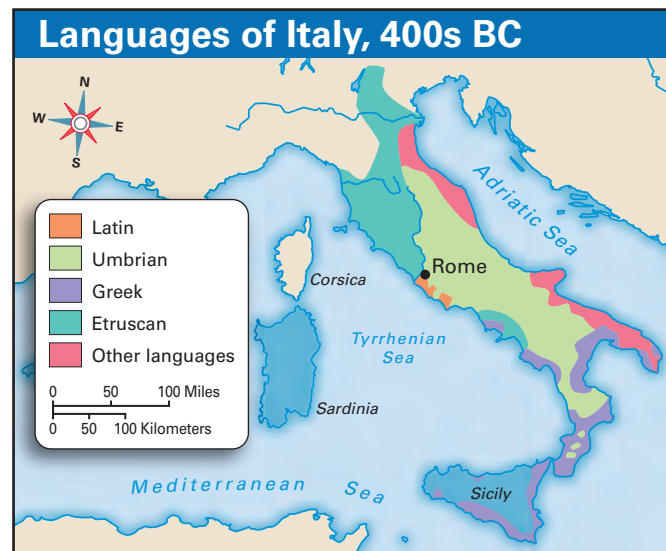 Languages of Italy, 400s BC
N
W
E
S
Latin
Umbrian
Greek
Etruscan
Other languages
0 50 100 Miles
0 50 100 Kilometers
Adriatic Sea
Rome
Corsica
Tyrrhenian
Sea
Sardinia
Mediterranean Sea
Sicily